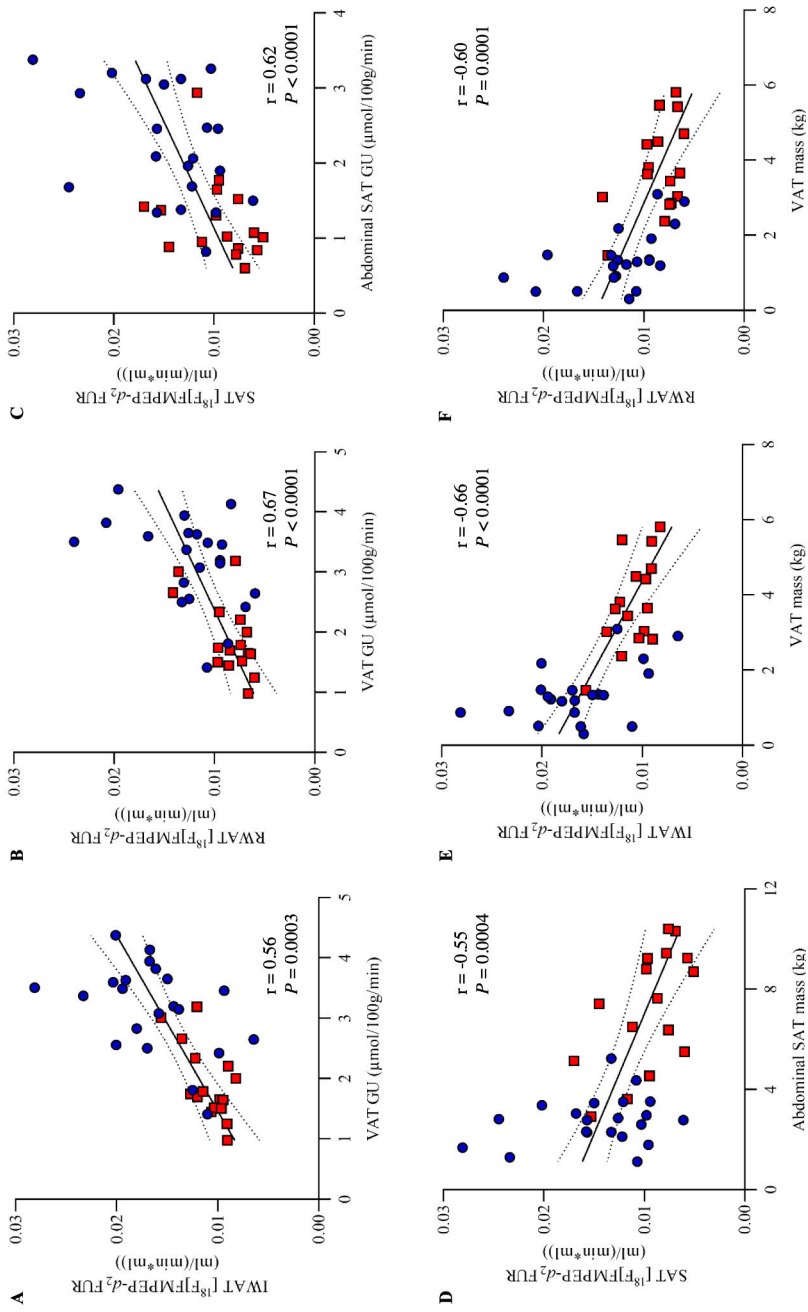 A
IWAT [¹⁸F]FMPEP-d₂ FUR
(ml/(min*ml))
0.03
0.02
0.01
0.00
0 1 2 3 4 5
VAT GU (µmol/100g/min)
r = 0.56
P = 0.0003
B
RWAT [¹⁸F]FMPEP-d₂ FUR
(ml/(min*ml))
0.03
0.02
0.01
0.00
0 1 2 3 4 5
VAT GU (µmol/100g/min)
r = 0.67
P < 0.0001
C
SAT [¹⁸F]FMPEP-d₂ FUR
(ml/(min*ml))
0.03
0.02
0.01
0.00
0 1 2 3 4
Abdominal SAT GU (µmol/100g/min)
r = 0.62
P < 0.0001
D
SAT [¹⁸F]FMPEP-d₂ FUR
(ml/(min*ml))
0.03
0.02
0.01
0.00
0 4 8 12
Abdominal SAT mass (kg)
r = -0.55
P = 0.0004
E
IWAT [¹⁸F]FMPEP-d₂ FUR
(ml/(min*ml))
0.03
0.02
0.01
0.00
0 2 4 6 8
VAT mass (kg)
r = -0.66
P < 0.0001
F
RWAT [¹⁸F]FMPEP-d₂ FUR
(ml/(min*ml))
0.03
0.02
0.01
0.00
0 2 4 6 8
VAT mass (kg)
r = -0.60
P = 0.0001